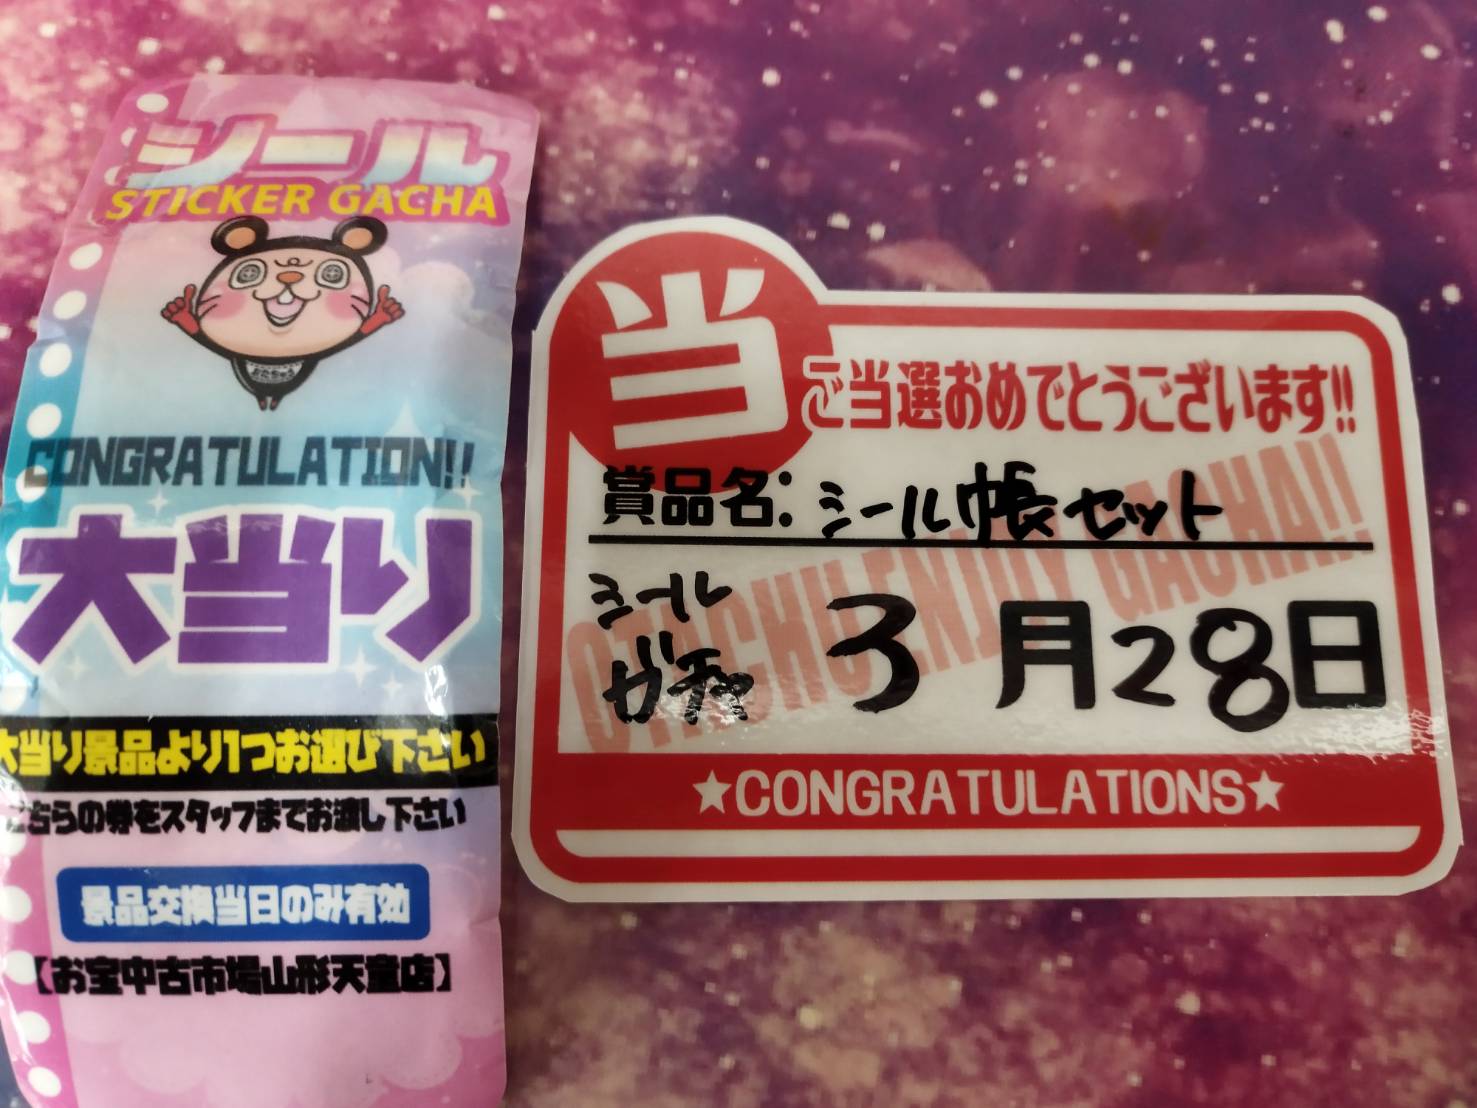 シール
STICKER GACHA
おたちゅう
CONGRATULATION!!
大当り
大当り景品より1つお選び下さい
こちらの券をスタッフまでお渡し下さい
景品交換当日のみ有効
【お宝中古市場山形天童店】
当
ご当選おめでとうございます!!
賞品名:シール帳セット
シール
ガチャ
3月28日
OTACHU ENJOY GACHA!!
★CONGRATULATIONS★